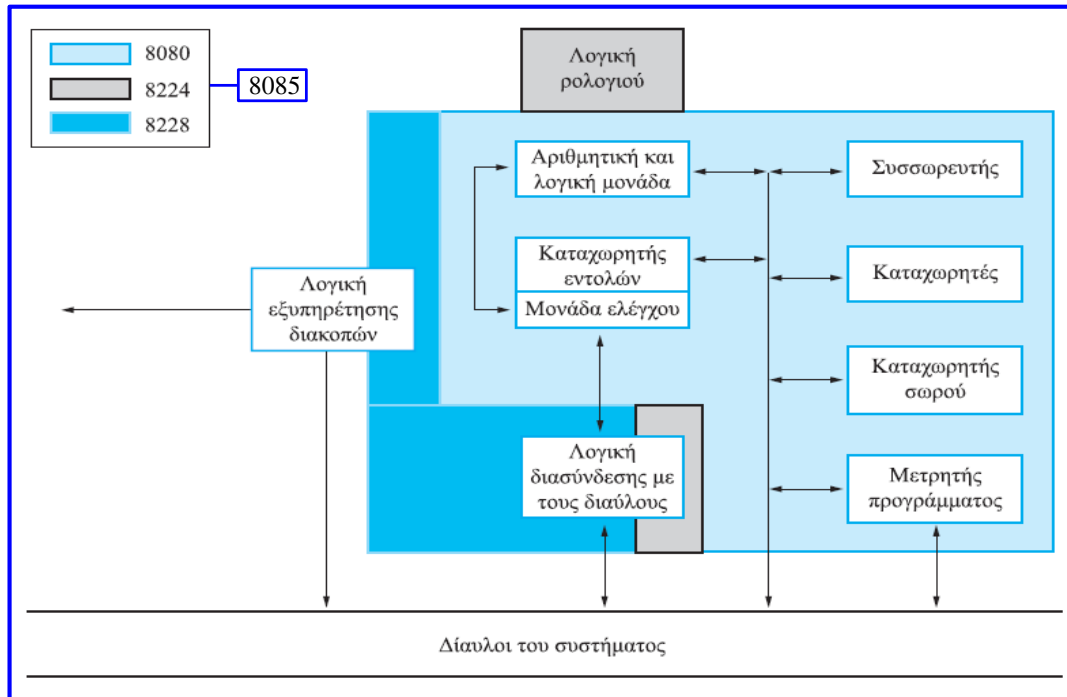 8080
8224
8228
8085
Λογική
ρολογιού
Αριθμητική και
λογική μονάδα
Συσσωρευτής
Καταχωρητής
εντολών
Μονάδα ελέγχου
Καταχωρητές
Λογική
εξυπηρέτησης
διακοπών
Καταχωρητής
σωρού
Λογική
διασύνδεσης με
τους διαύλους
Μετρητής
προγράμματος
Δίαυλοι του συστήματος